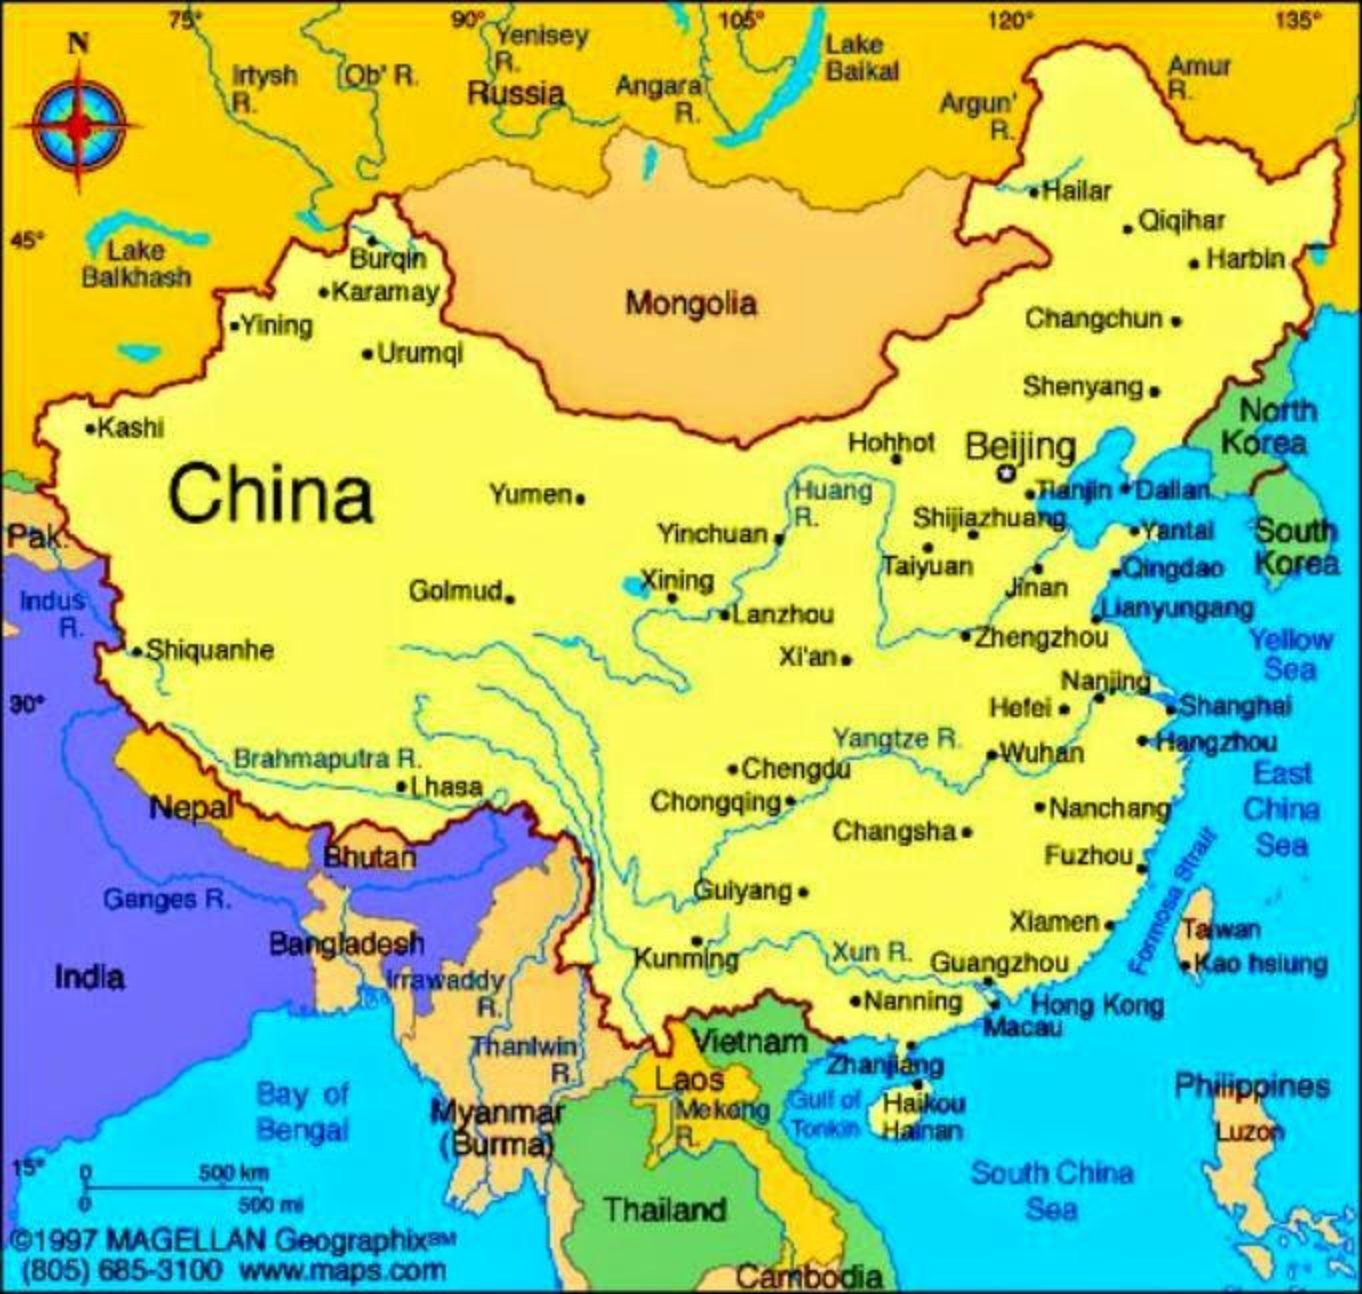 75°
90°
105°
120°
135°
N
Irtysh
R.
Ob' R.
Yenisey
R.
Russia
Angara
R.
Lake
Baikal
Argun'
R.
Amur
R.
Hailar
Qiqihar
Harbin
45°
Lake
Balkhash
Burqin
Karamay
Yining
Urumqi
Mongolia
Changchun
Shenyang
Kashi
China
Yumen
Hohhot
Beijing
North
Korea
Huang
R.
Tianjin
Dalian
Shijiazhuang
Yinchuan
Yantai
South
Korea
Pak.
Taiyuan
Jinan
Qingdao
Golmud
Xining
Lanzhou
Lianyungang
Indus
R.
Zhengzhou
Yellow
Sea
Shiquanhe
Xi'an
Nanjing
30°
Hefei
Shanghai
Yangtze R.
Wuhan
Hangzhou
Brahmaputra R.
Lhasa
Chengdu
Chongqing
East
China
Sea
Nepal
Nanchang
Changsha
Bhutan
Fuzhou
Formosa Strait
Ganges R.
Guiyang
Xiamen
Taiwan
Bangladesh
Kunming
Xun R.
Guangzhou
Kao hsiung
India
Irrawaddy
R.
Nanning
Hong Kong
Macau
Thanlwin
R.
Vietnam
Zhanjiang
Laos
Bay of
Bengal
Myanmar
(Burma)
Mekong
R.
Gulf of
Tonkin
Haikou
Hainan
Philippines
Luzon
15°
0 500 km
0 500 mi
South China
Sea
Thailand
©1997 MAGELLAN Geographix℠
(805) 685-3100 www.maps.com
Cambodia